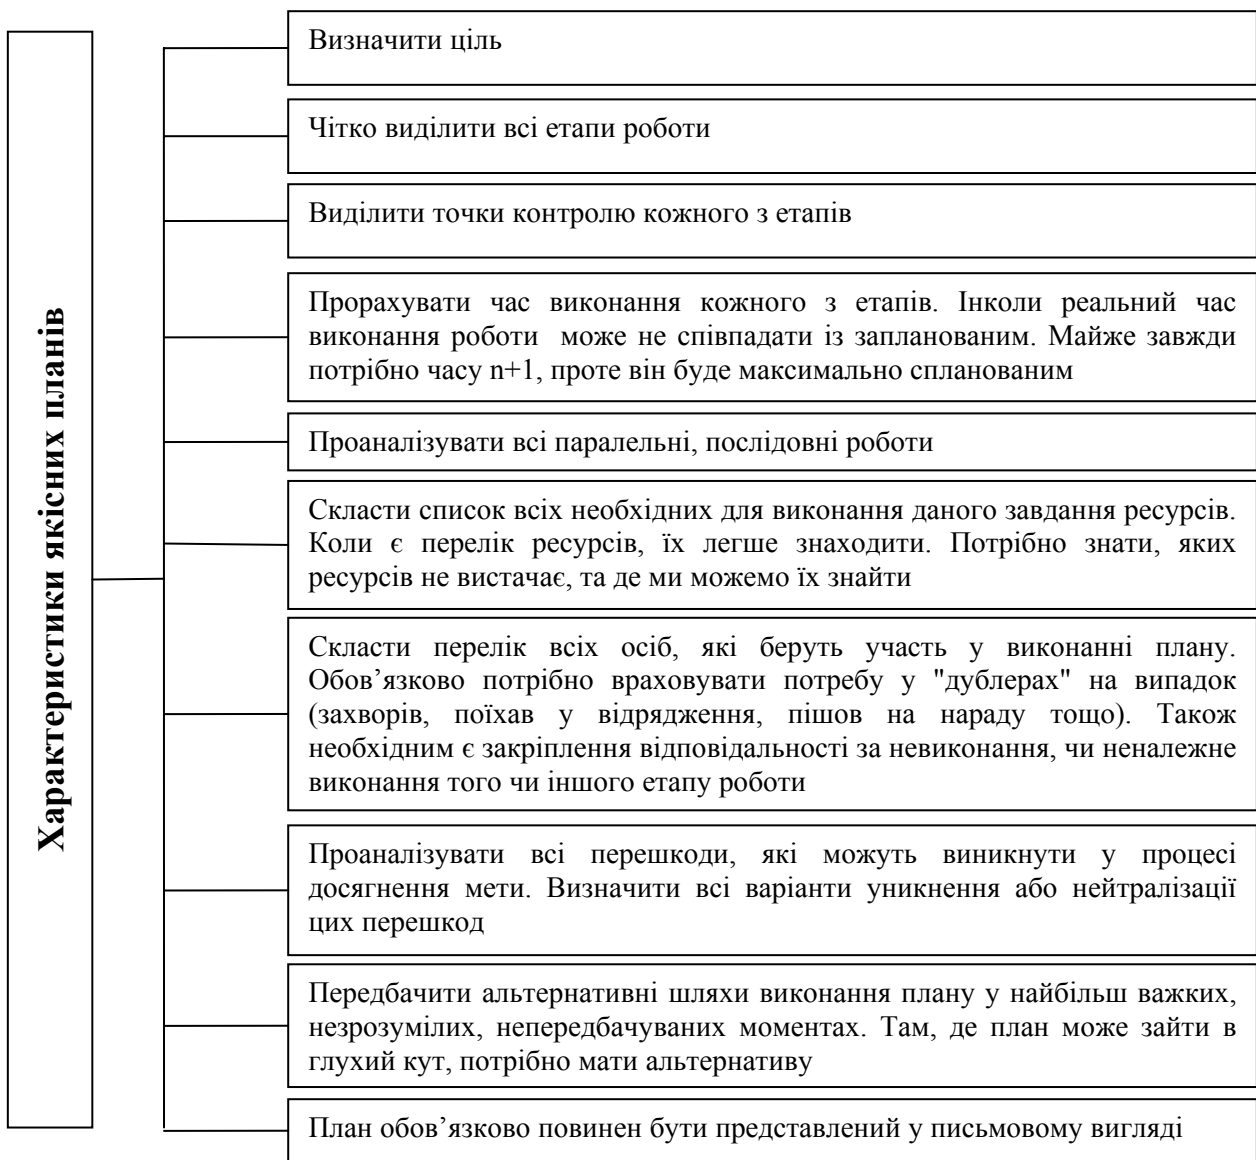 Характеристики якісних планів
Визначити ціль
Чітко виділити всі етапи роботи
Виділити точки контролю кожного з етапів
Прорахувати час виконання кожного з етапів. Інколи реальний час
виконання роботи може не співпадати із запланованим. Майже завжди
потрібно часу n+1, проте він буде максимально спланованим
Проаналізувати всі паралельні, послідовні роботи
Скласти список всіх необхідних для виконання даного завдання ресурсів.
Коли є перелік ресурсів, їх легше знаходити. Потрібно знати, яких
ресурсів не вистачає, та де ми можемо їх знайти
Скласти перелік всіх осіб, які беруть участь у виконанні плану.
Обов’язково потрібно враховувати потребу у "дублерах" на випадок
(захворів, поїхав у відрядження, пішов на нараду тощо). Також
необхідним є закріплення відповідальності за невиконання, чи неналежне
виконання того чи іншого етапу роботи
Проаналізувати всі перешкоди, які можуть виникнути у процесі
досягнення мети. Визначити всі варіанти уникнення або нейтралізації
цих перешкод
Передбачити альтернативні шляхи виконання плану у найбільш важких,
незрозумілих, непередбачуваних моментах. Там, де план може зайти в
глухий кут, потрібно мати альтернативу
План обов’язково повинен бути представлений у письмовому вигляді